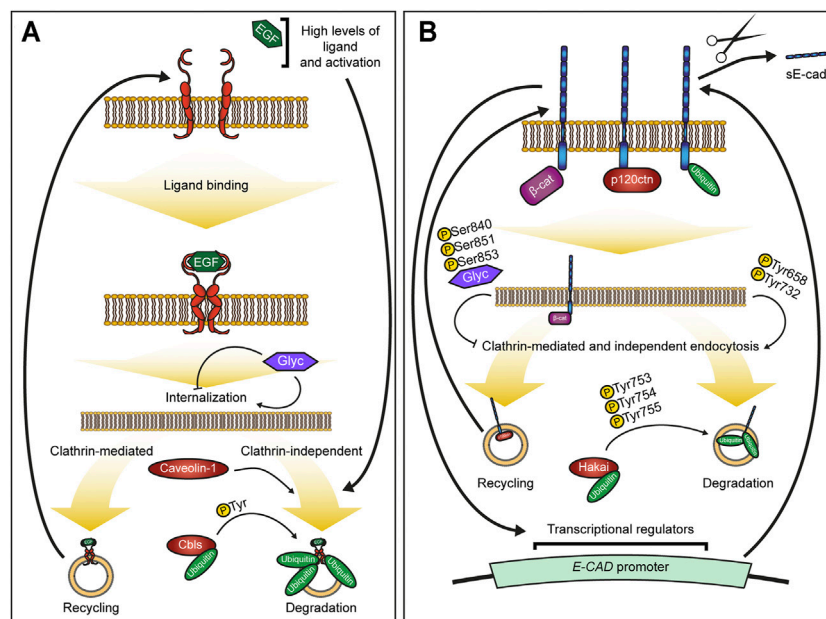 A
EGF
High levels of
ligand
and activation
Ligand binding
EGF
Glyc
Internalization
Clathrin-mediated
Clathrin-independent
Caveolin-1
P Tyr
Cbls
Ubiquitin
EGF
Recycling
EGF
Ubiquitin
Ubiquitin
Ubiquitin
Degradation
B
sE-cad
β-cat
p120ctn
Ubiquitin
P Ser840
P Ser851
P Ser853
Glyc
P Tyr658
P Tyr732
β-cat
Clathrin-mediated and independent endocytosis
P Tyr753
P Tyr754
P Tyr755
Hakai
Ubiquitin
Ubiquitin
Ubiquitin
Recycling
Degradation
Transcriptional regulators
E-CAD promoter